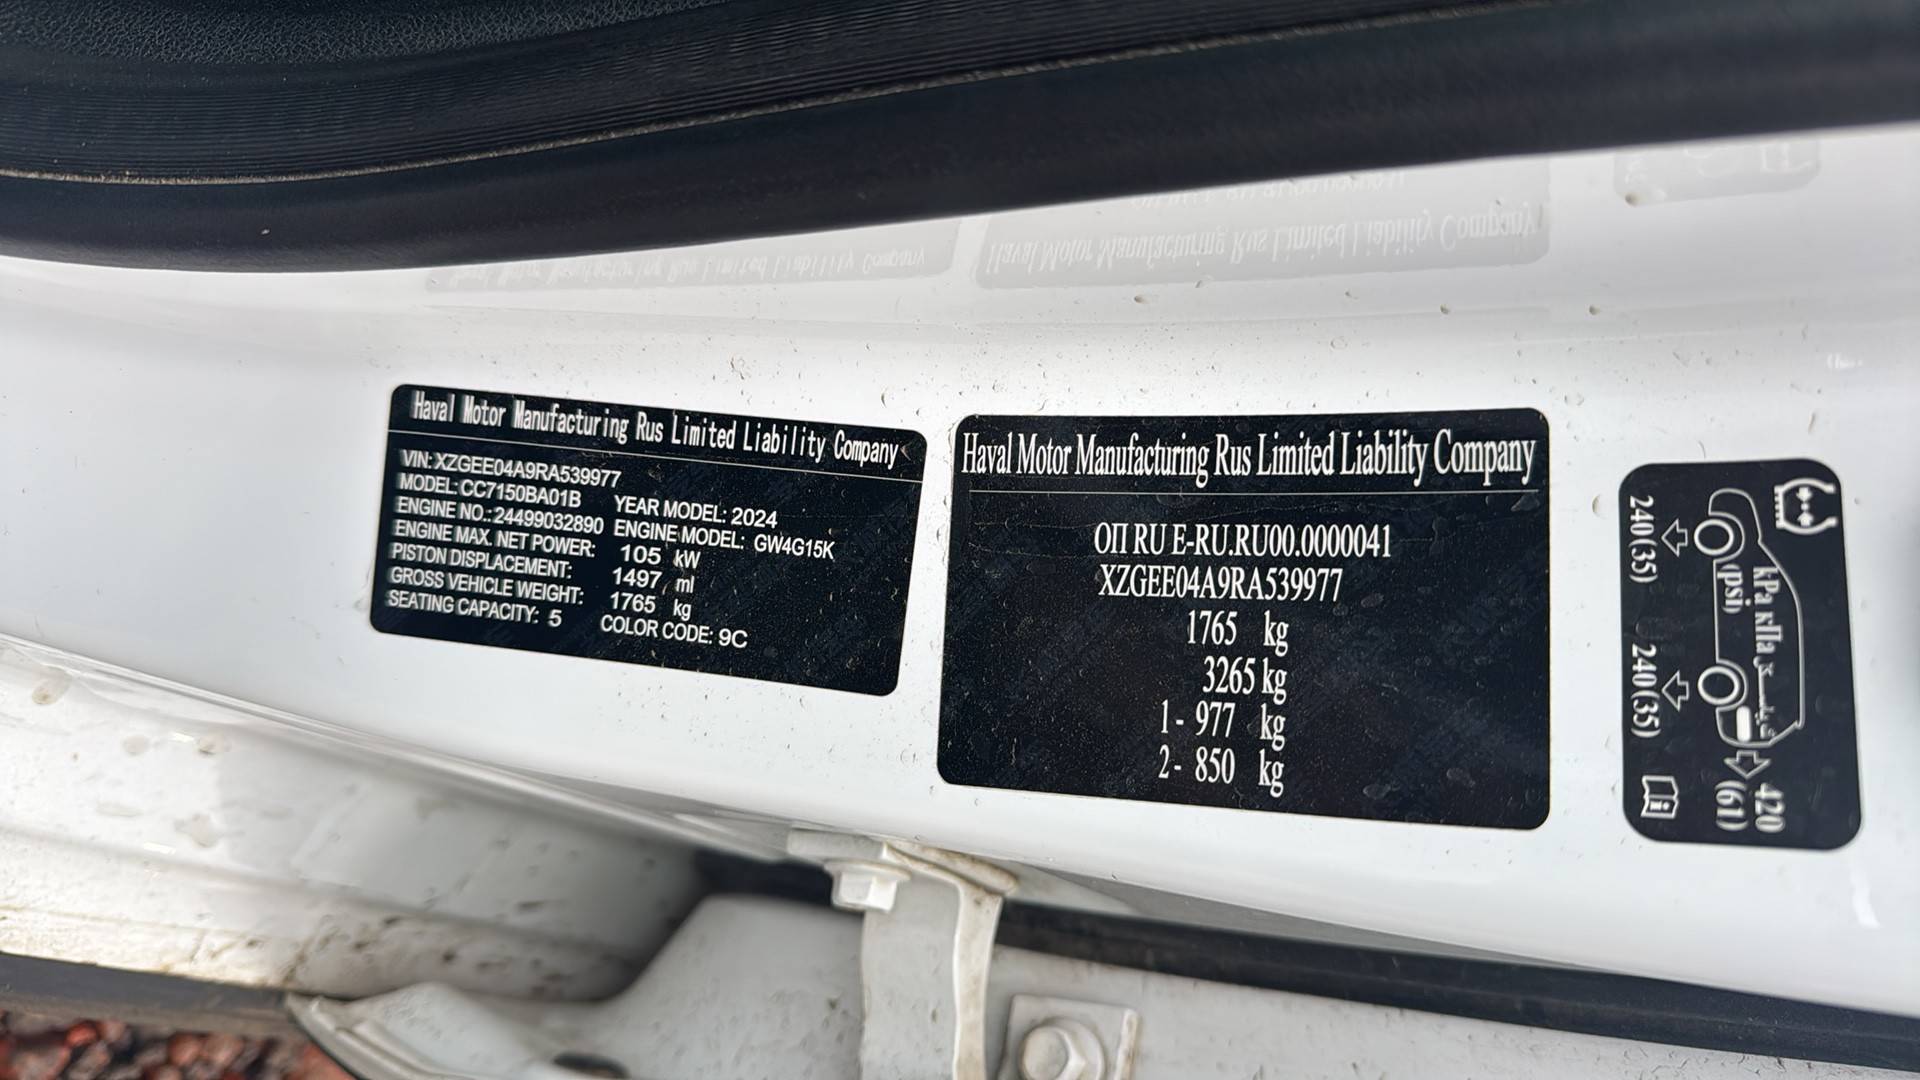 Haval Motor Manufacturing Rus Limited Liability Company
VIN: XZGEE04A9RA539977
MODEL: CC7150BA01B YEAR MODEL: 2024
ENGINE NO.: 24499032890 ENGINE MODEL: GW4G15K
ENGINE MAX. NET POWER: 105 kW
PISTON DISPLACEMENT: 1497 ml
GROSS VEHICLE WEIGHT: 1765 kg
SEATING CAPACITY: 5 COLOR CODE: 9C
Haval Motor Manufacturing Rus Limited Liability Company
ОП RU E-RU.RU00.0000041
XZGEE04A9RA539977
1765 kg
3265 kg
1- 977 kg
2- 850 kg
kPa кПа
(psi)
240(35)
240(35)
420
(61)